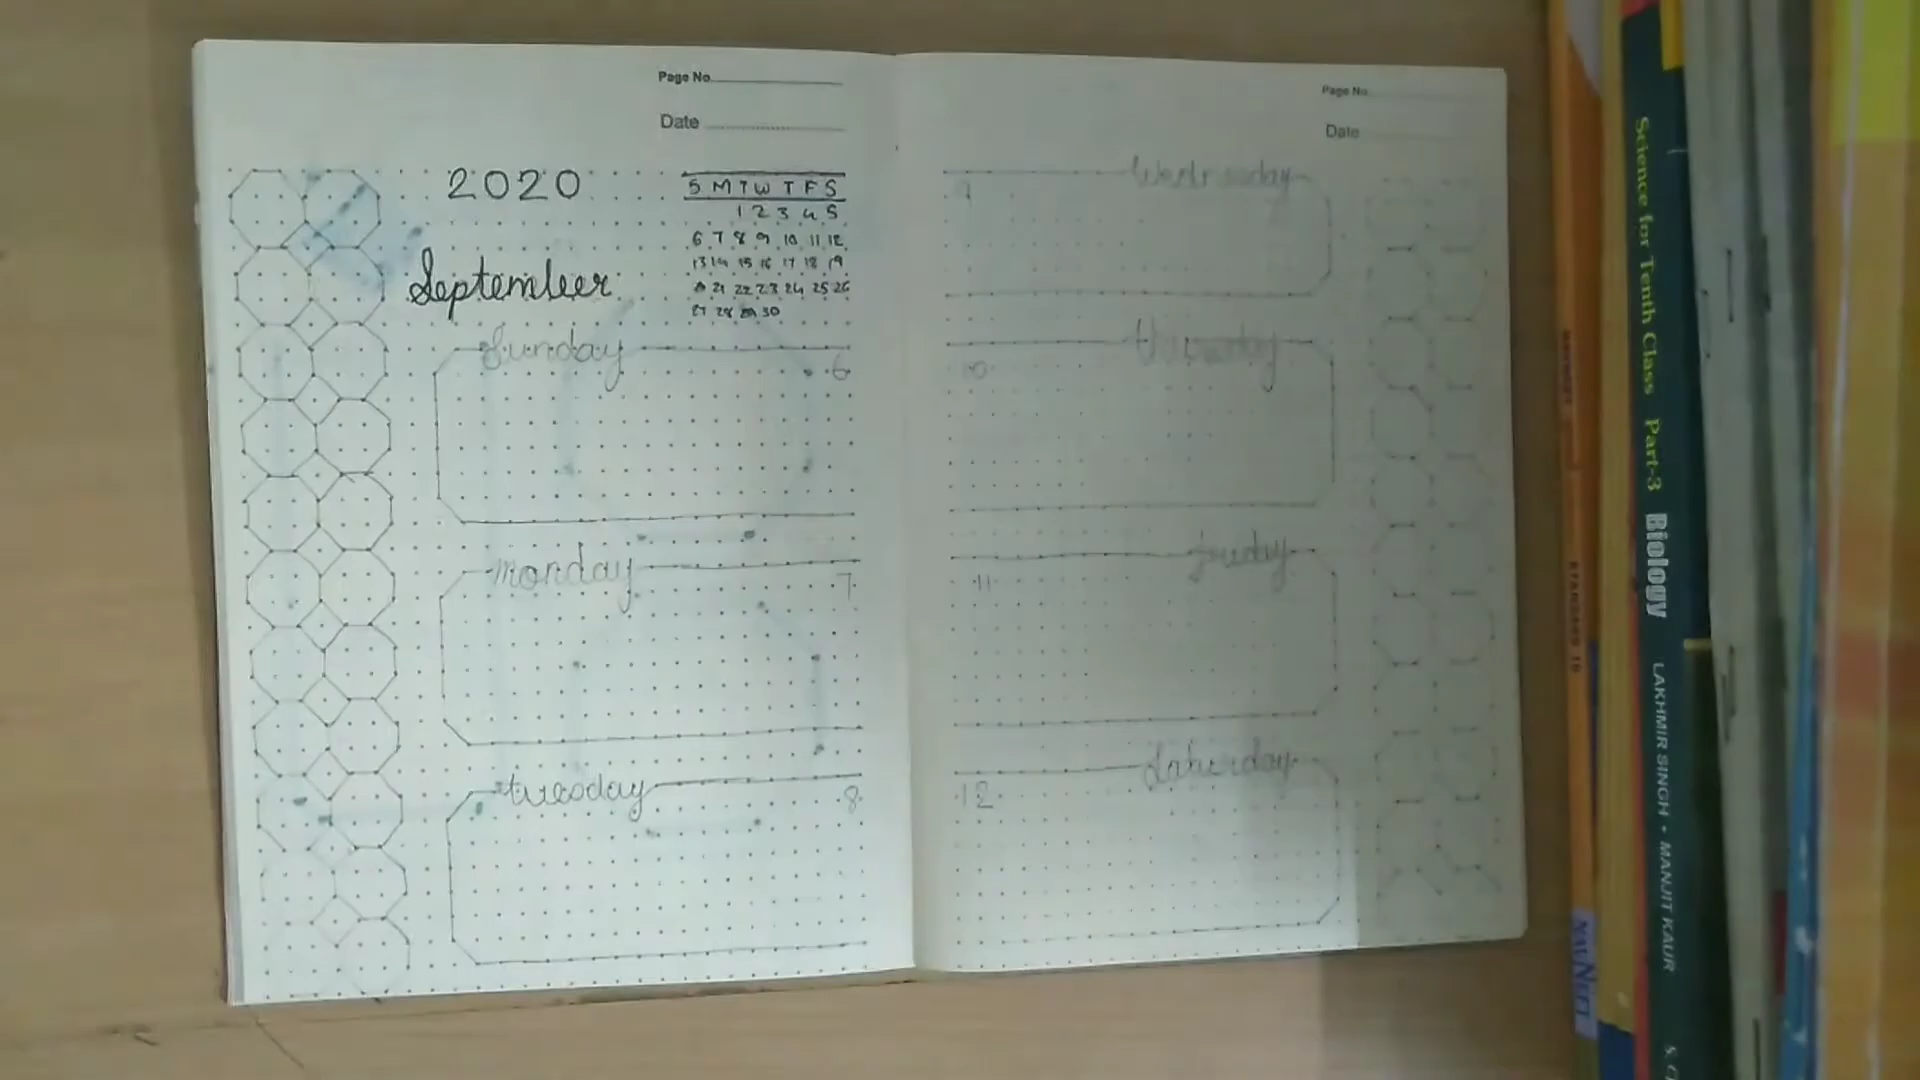 Page No.
Date
2020
September
S M T W T F S
1 2 3 4 5
6 7 8 9 10 11 12
13 14 15 16 17 18 19
20 21 22 23 24 25 26
27 28 29 30
Sunday
6
Monday
7
tuesday
8
Page No.
Date
Wednesday
9
thursday
10
friday
11
Saturday
12
Science for Tenth Class Part-3 Biology LAKHMIR SINGH • MANJIT KAUR
NAVNEET